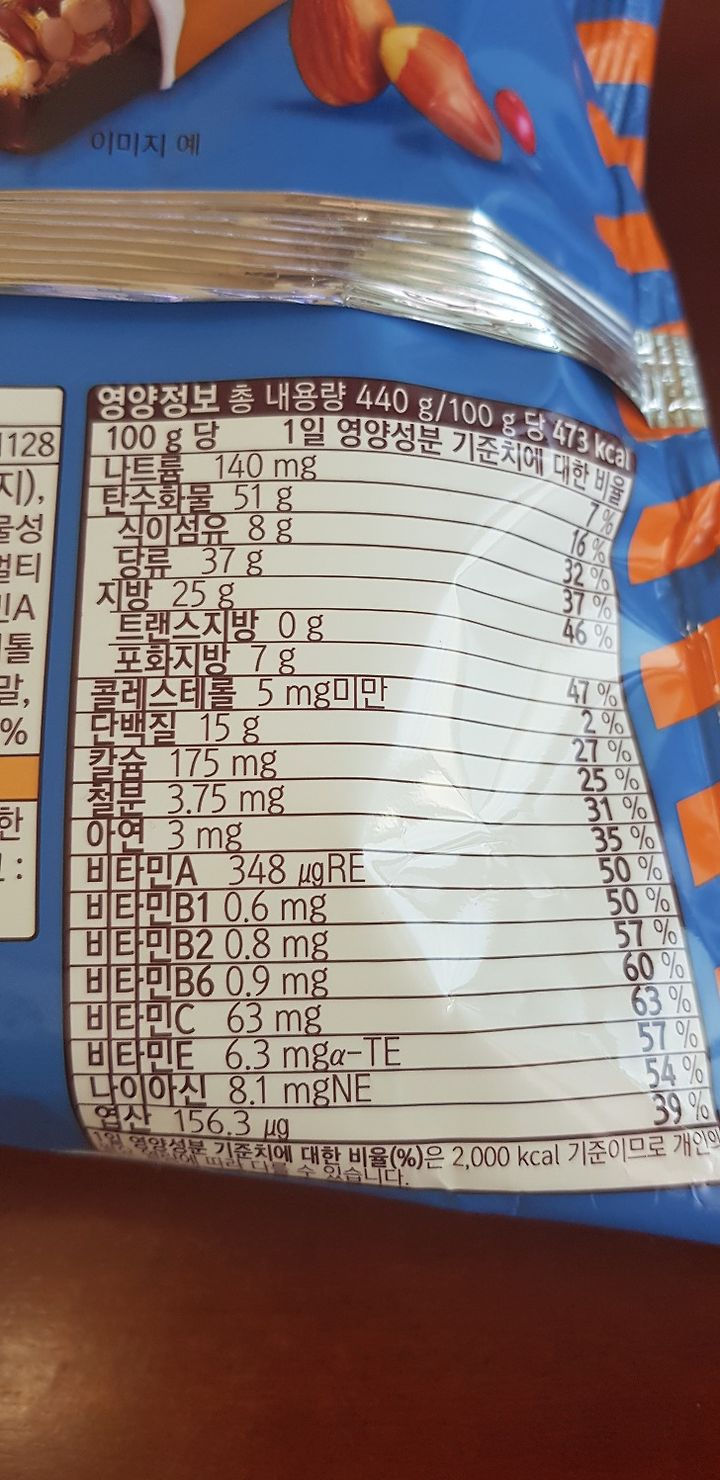 이미지 예
영양정보 총 내용량 440 g/100 g 당 473 kcal
100 g 당 1일 영양성분 기준치에 대한 비율
나트륨 140 mg 7 %
탄수화물 51 g 16 %
식이섬유 8 g 32 %
당류 37 g 37 %
지방 25 g 46 %
트랜스지방 0 g
포화지방 7 g 47 %
콜레스테롤 5 mg미만 2 %
단백질 15 g 27 %
칼슘 175 mg 25 %
철분 3.75 mg 31 %
아연 3 mg 35 %
비타민A 348 μgRE 50 %
비타민B1 0.6 mg 50 %
비타민B2 0.8 mg 57 %
비타민B6 0.9 mg 60 %
비타민C 63 mg 63 %
비타민E 6.3 mgα-TE 57 %
나이아신 8.1 mgNE 54 %
엽산 156.3 μg 39 %
1일 영양성분 기준치에 대한 비율(%)은 2,000 kcal 기준이므로 개인의
따라 다를 수 있습니다.
1128
지),
물성
멀티
민A
톨
말,
%
한
: